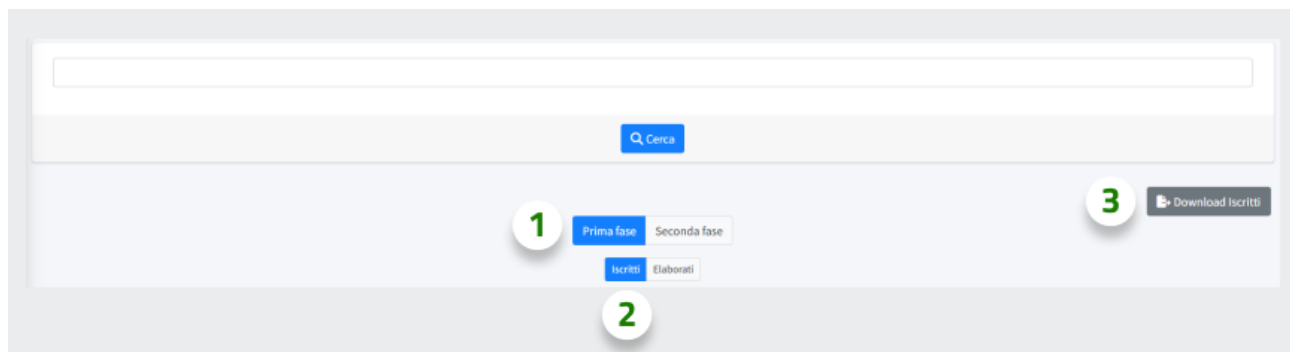 Cerca
3
Download Iscritti
1
Prima fase Seconda fase
Iscritti Elaborati
2